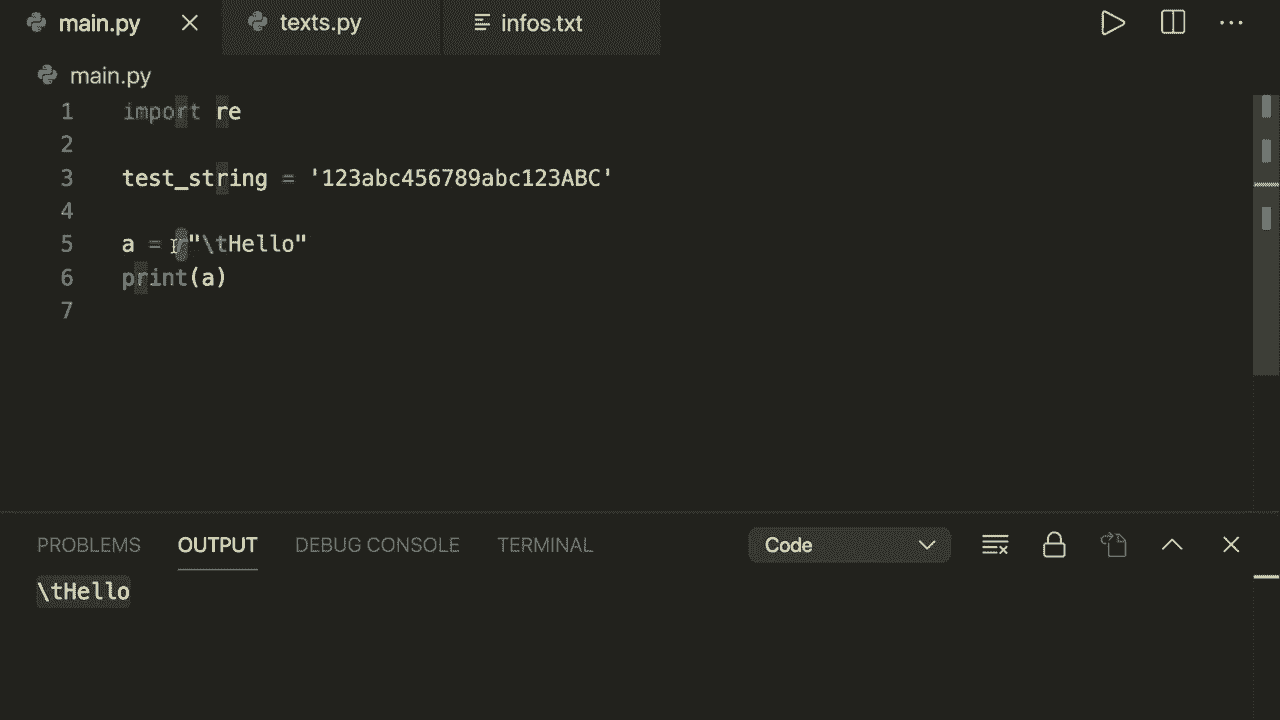 main.py
texts.py
infos.txt
main.py
1 import re
2
3 test_string = '123abc456789abc123ABC'
4
5 a = r"\tHello"
6 print(a)
7
PROBLEMS OUTPUT DEBUG CONSOLE TERMINAL Code
\tHello